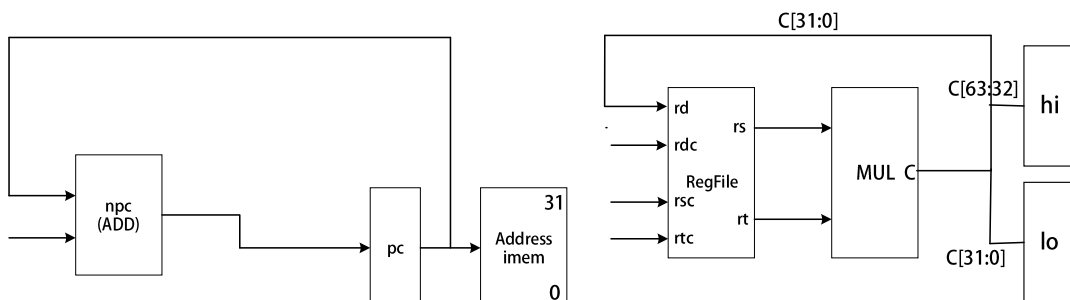 C[31:0]
npc
(ADD)
pc
31
Address
imem
0
rd
rdc
rsc
rtc
rs
rt
RegFile
MUL C
C[63:32]
hi
C[31:0]
lo